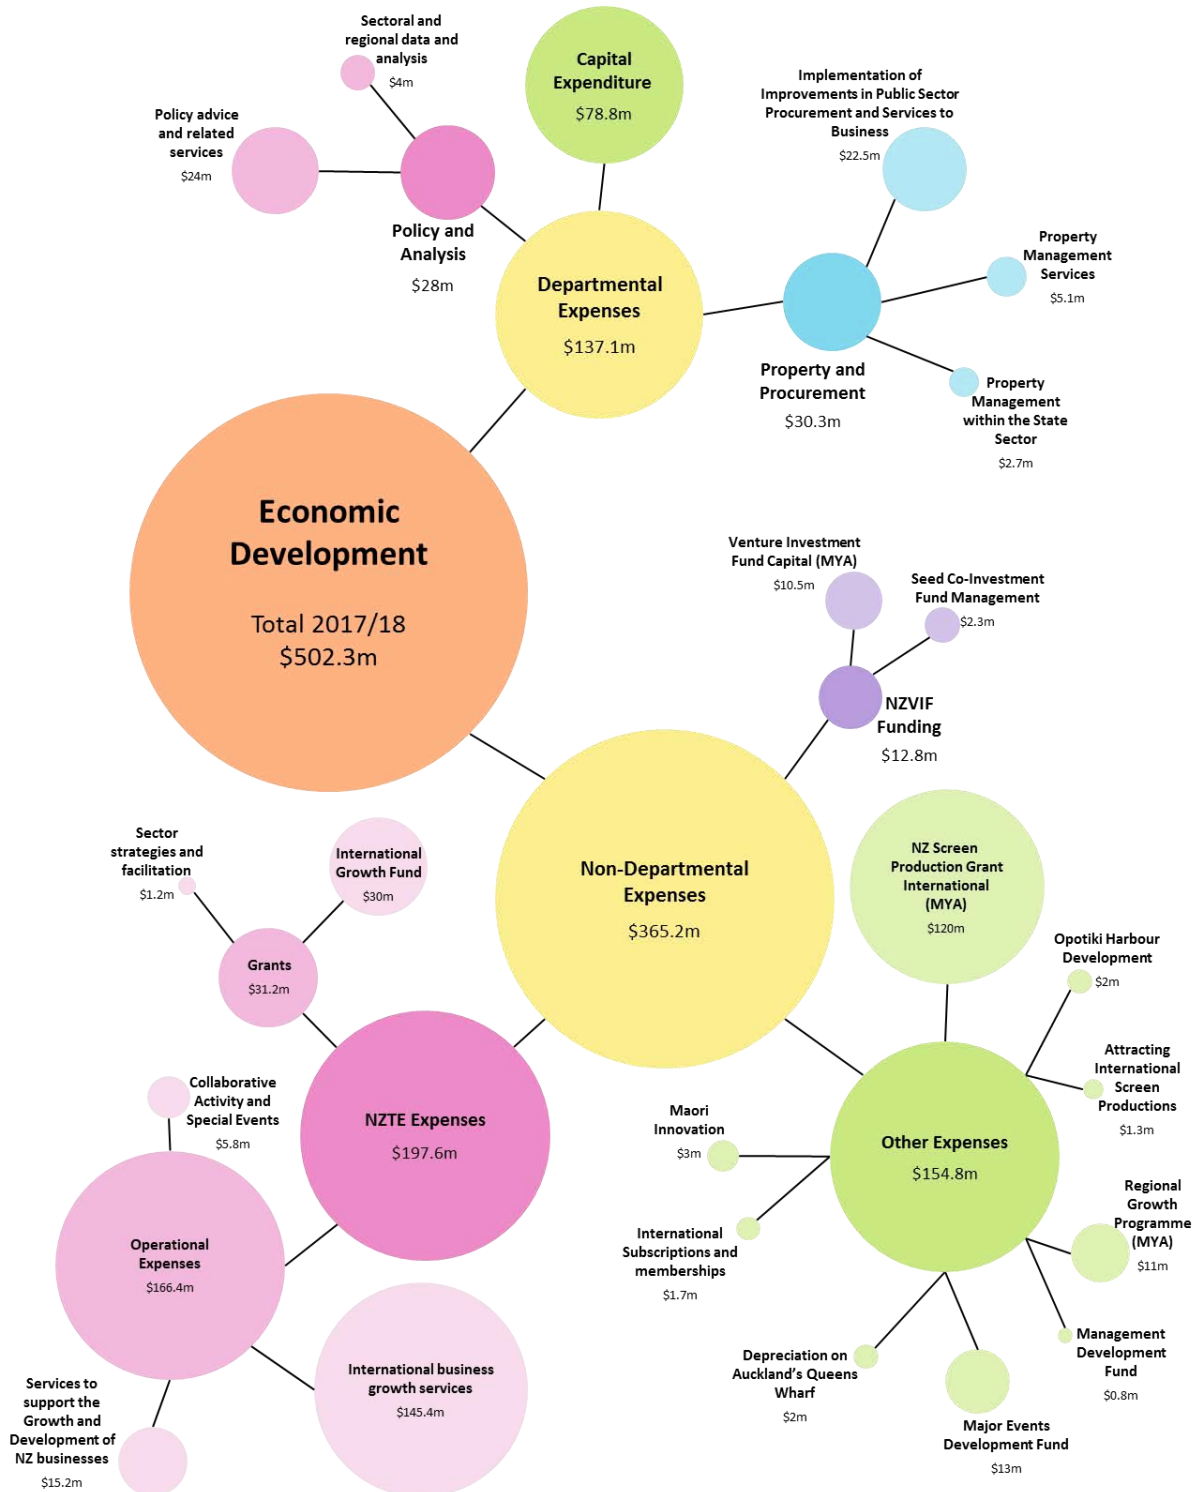 Sectoral and
regional data and
analysis
$4m
Capital
Expenditure
$78.8m
Implementation of
Improvements in Public Sector
Procurement and Services to
Business
$22.5m
Policy advice
and related
services
$24m
Policy and
Analysis
$28m
Departmental
Expenses
$137.1m
Property
Management
Services
$5.1m
Property and
Procurement
$30.3m
Property
Management
within the State
Sector
$2.7m
Economic
Development
Total 2017/18
$502.3m
Venture Investment
Fund Capital (MYA)
$10.5m
Seed Co-Investment
Fund Management
$2.3m
NZVIF
Funding
$12.8m
Non-Departmental
Expenses
$365.2m
Sector
strategies and
facilitation
$1.2m
International
Growth Fund
$30m
Grants
$31.2m
NZ Screen
Production Grant
International
(MYA)
$120m
Opotiki Harbour
Development
$2m
Attracting
International
Screen
Productions
$1.3m
Collaborative
Activity and
Special Events
$5.8m
NZTE Expenses
$197.6m
Maori
Innovation
$3m
Other Expenses
$154.8m
Regional
Growth
Programme
(MYA)
$11m
International
Subscriptions and
memberships
$1.7m
Operational
Expenses
$166.4m
International business
growth services
$145.4m
Depreciation on
Auckland's Queens
Wharf
$2m
Management
Development
Fund
$0.8m
Major Events
Development Fund
$13m
Services to
support the
Growth and
Development of
NZ businesses
$15.2m